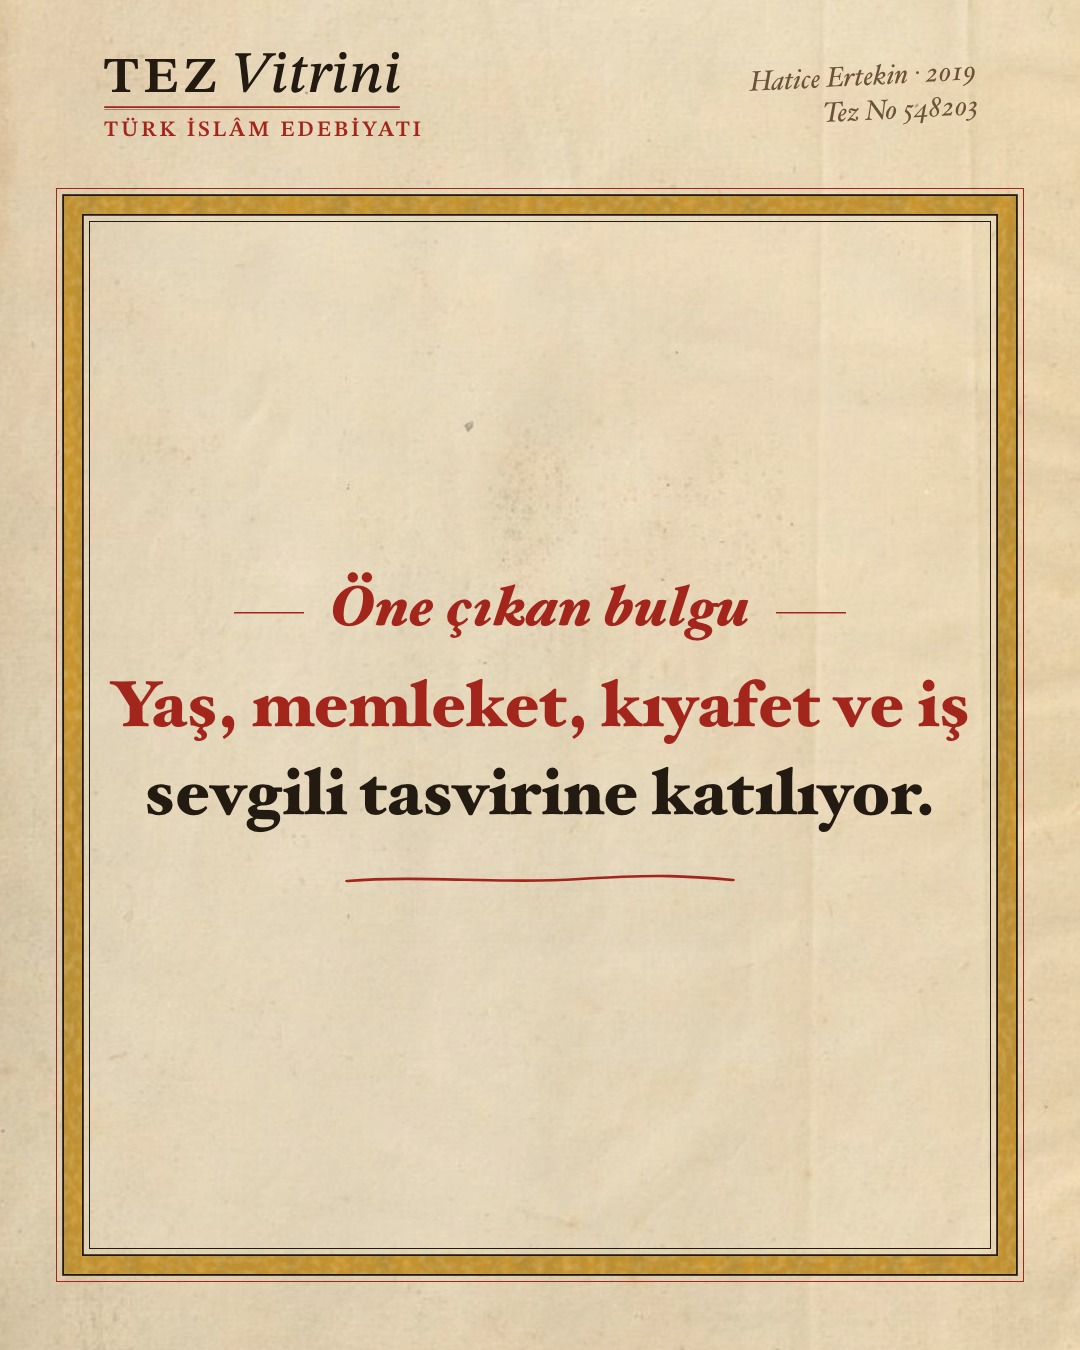 TEZ Vitrini
TÜRK İSLÂM EDEBİYATI
Hatice Ertekin · 2019
Tez No 548203
Öne çıkan bulgu
Yaş, memleket, kıyafet ve iş
sevgili tasvirine katılıyor.